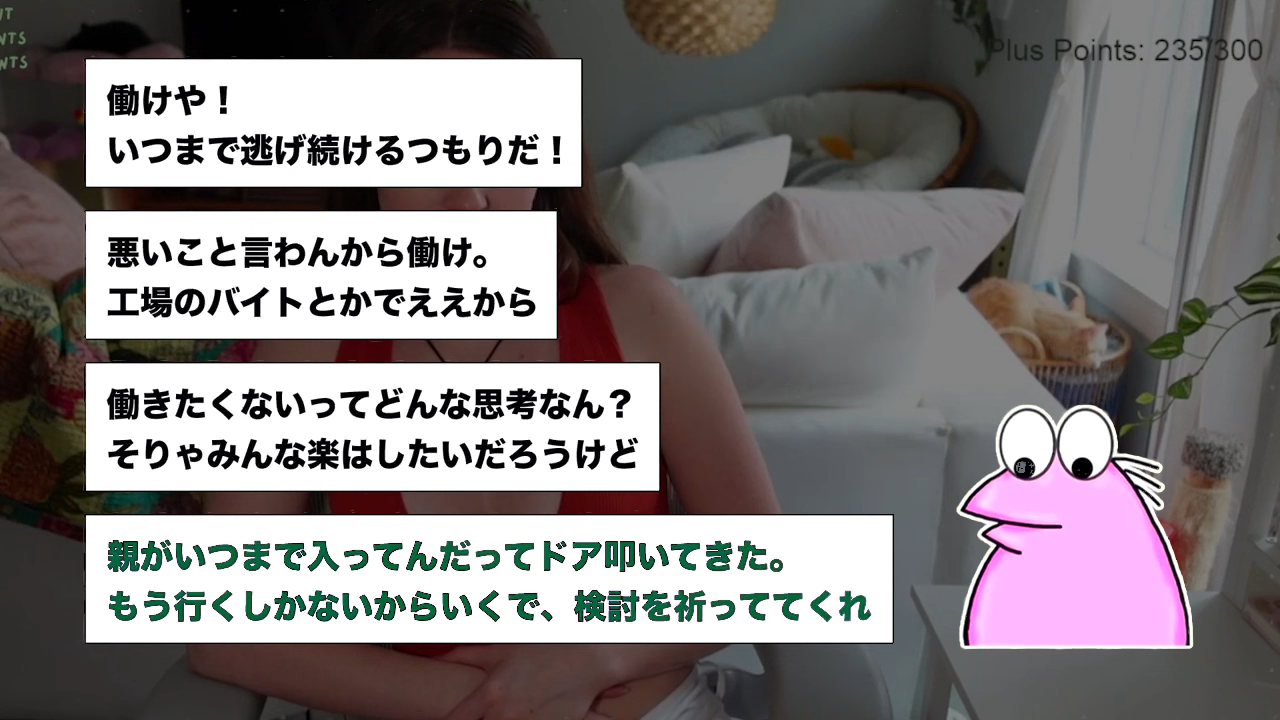 NTS
NTS
Plus Points: 235/300
働けや！
いつまで逃げ続けるつもりだ！
悪いこと言わんから働け。
工場のバイトとかでええから
働きたくないってどんな思考なん？
そりゃみんな楽はしたいだろうけど
親がいつまで入ってんだってドア叩いてきた。
もう行くしかないからいくで、検討を祈っててくれ